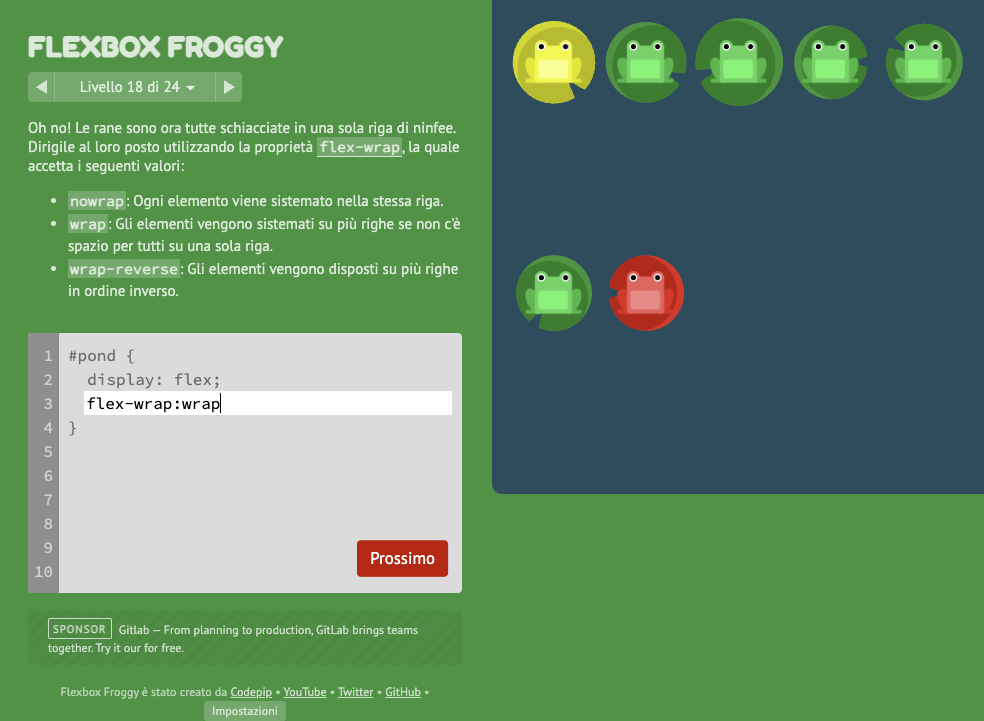 FLEXBOX FROGGY
Livello 18 di 24
Oh no! Le rane sono ora tutte schiacciate in una sola riga di ninfee.
Dirigile al loro posto utilizzando la proprietà flex-wrap, la quale
accetta i seguenti valori:
• nowrap: Ogni elemento viene sistemato nella stessa riga.
• wrap: Gli elementi vengono sistemati su più righe se non c'è
spazio per tutti su una sola riga.
• wrap-reverse: Gli elementi vengono disposti su più righe
in ordine inverso.
1 #pond {
2 display: flex;
3 flex-wrap:wrap
4 }
5
6
7
8
9
10
Prossimo
SPONSOR Gitlab — From planning to production, GitLab brings teams
together. Try it our for free.
Flexbox Froggy è stato creato da Codepip • YouTube • Twitter • GitHub •
Impostazioni